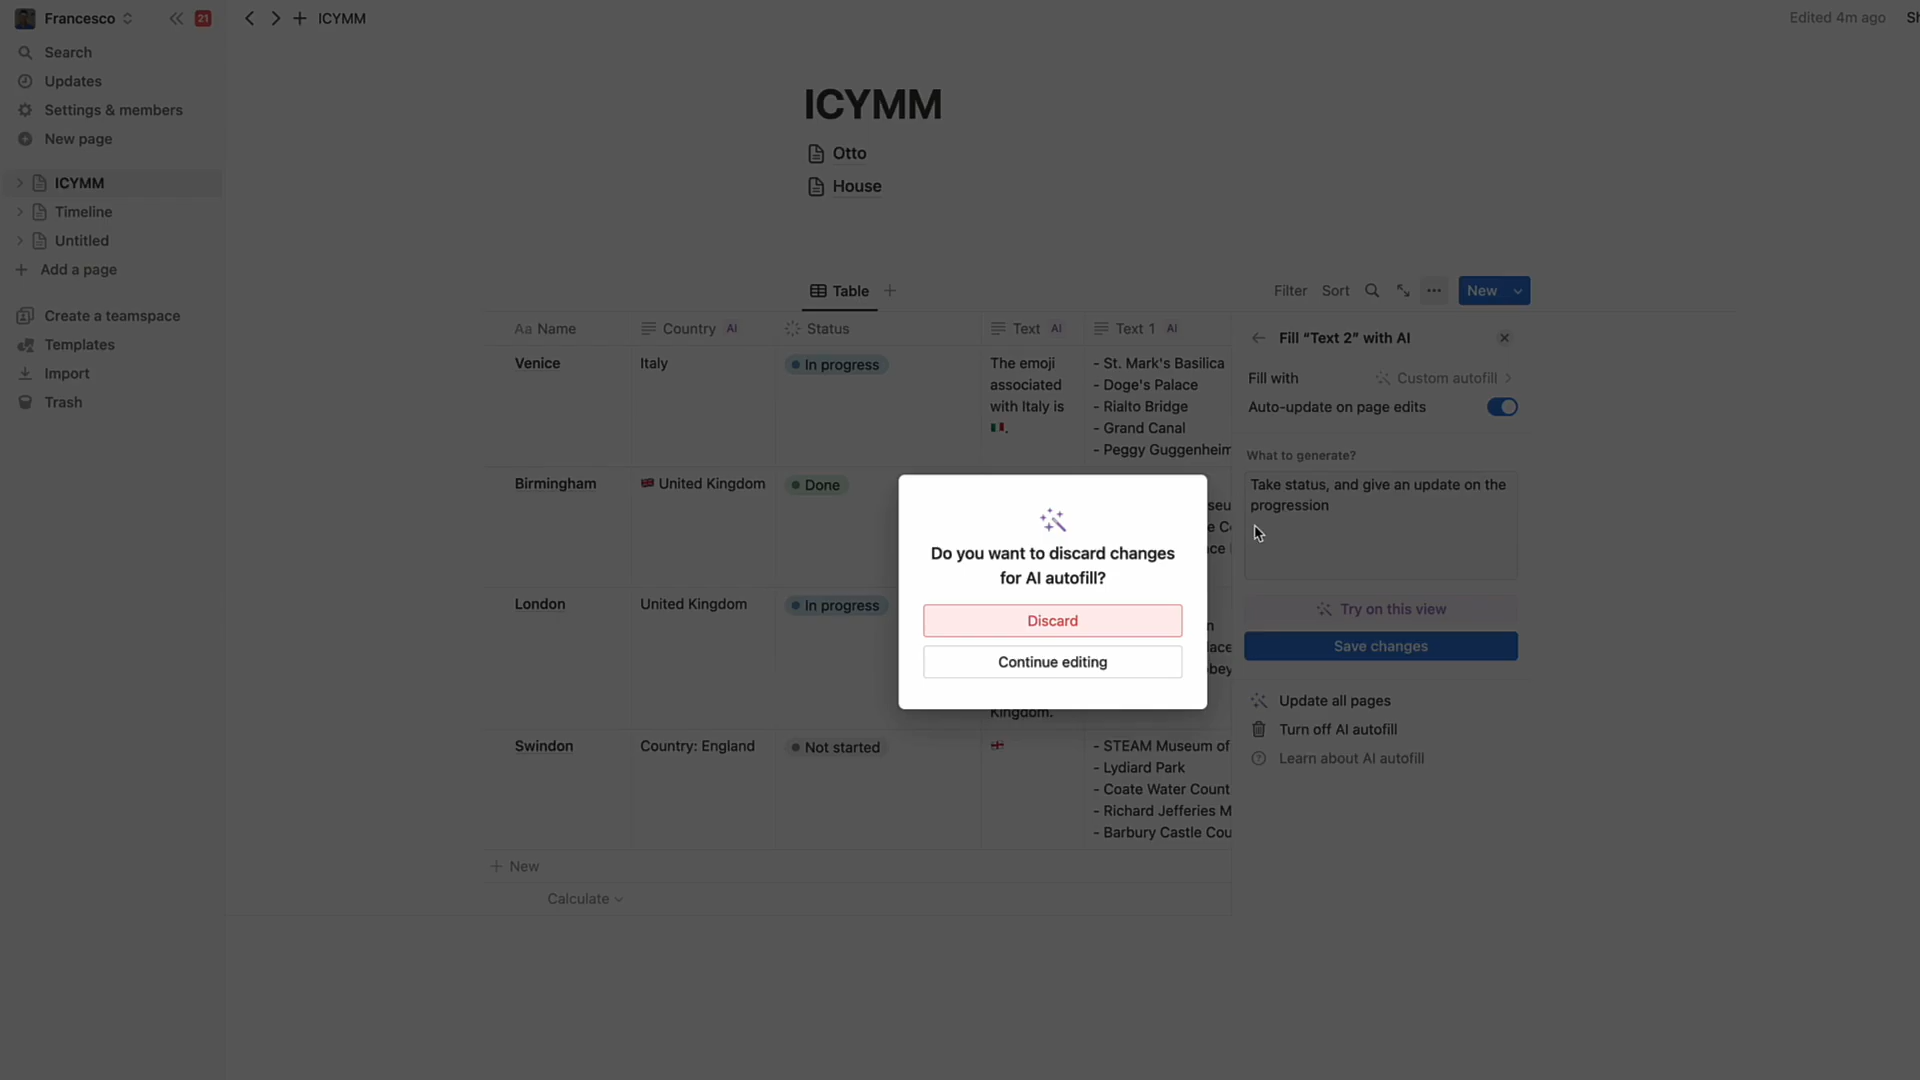 Francesco
21
ICYMM
Edited 4m ago
Search
Updates
Settings & members
New page
ICYMM
Timeline
Untitled
Add a page
Create a teamspace
Templates
Import
Trash
ICYMM
Otto
House
Table
Filter Sort
New
Aa Name
Country AI
Status
Text AI
Text 1 AI
Venice
Italy
In progress
The emoji
associated
with Italy is
- St. Mark's Basilica
- Doge's Palace
- Rialto Bridge
- Grand Canal
- Peggy Guggenheim
Birmingham
United Kingdom
Done
London
United Kingdom
In progress
Kingdom.
Swindon
Country: England
Not started
- STEAM Museum of
- Lydiard Park
- Coate Water Count
- Richard Jefferies M
- Barbury Castle Cou
+ New
Calculate
Fill “Text 2” with AI
Fill with
Custom autofill
Auto-update on page edits
What to generate?
Take status, and give an update on the
progression
Try on this view
Save changes
Update all pages
Turn off AI autofill
Learn about AI autofill
Do you want to discard changes
for AI autofill?
Discard
Continue editing